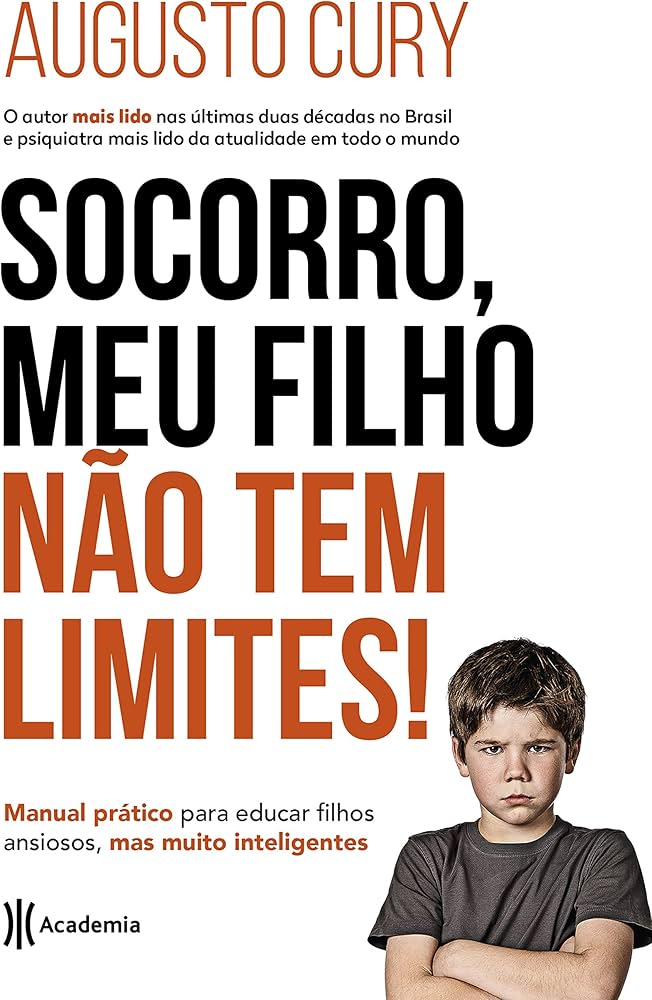 AUGUSTO CURY
O autor mais lido nas últimas duas décadas no Brasil
e psiquiatra mais lido da atualidade em todo o mundo
SOCORRO,
MEU FILHO
NÃO TEM
LIMITES!
Manual prático para educar filhos
ansiosos, mas muito inteligentes
Academia